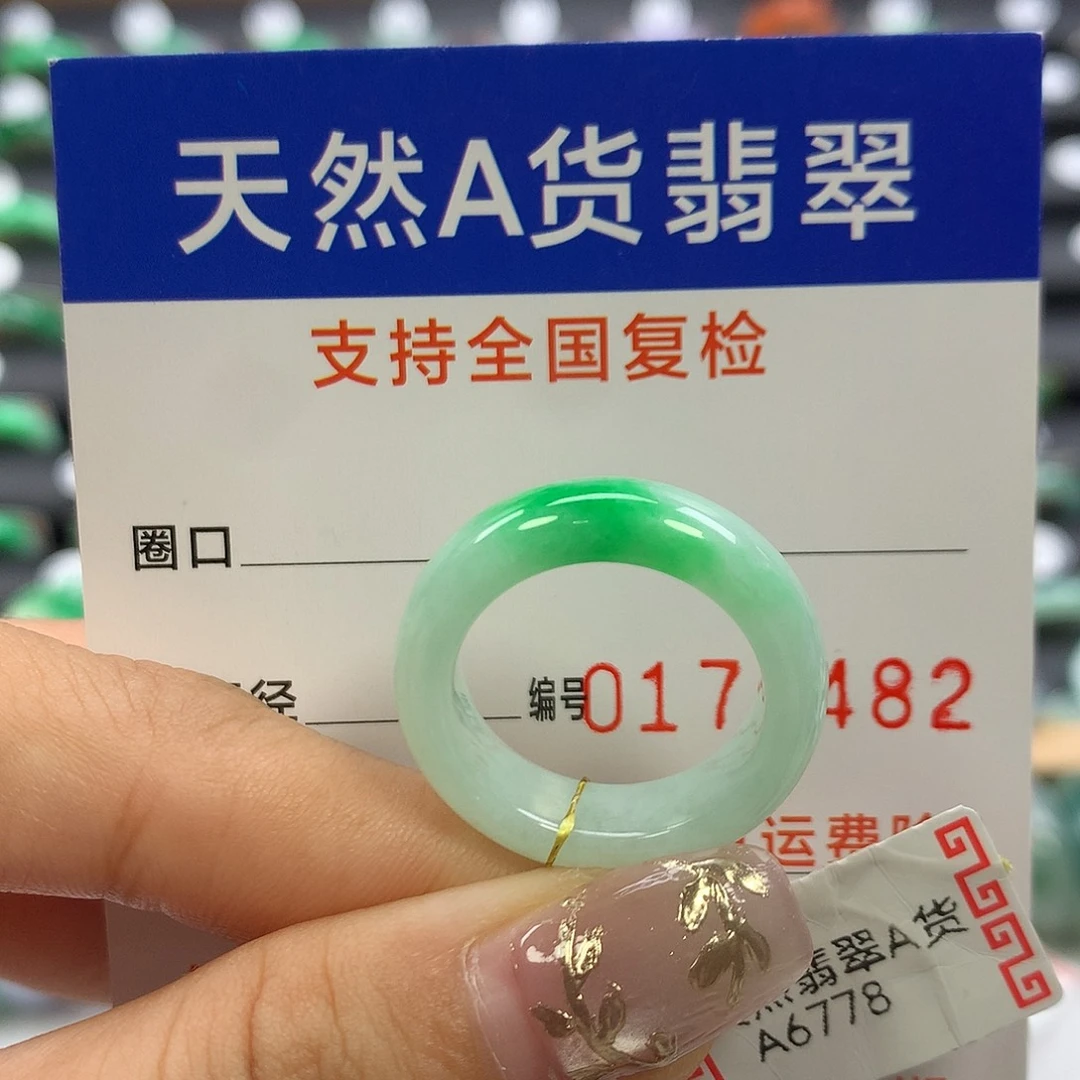 天然A货翡翠
支持全国复检
圈口
径 编号017 482
运费
翡翠A货
A6778